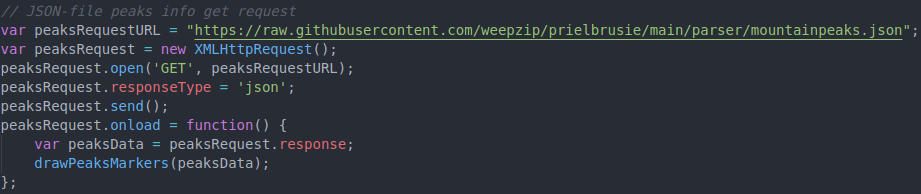 // JSON-file peaks info get request
var peaksRequestURL = "https://raw.githubusercontent.com/weepzip/prielbrusie/main/parser/mountainpeaks.json";
var peaksRequest = new XMLHttpRequest();
peaksRequest.open('GET', peaksRequestURL);
peaksRequest.responseType = 'json';
peaksRequest.send();
peaksRequest.onload = function() {
    var peaksData = peaksRequest.response;
    drawPeaksMarkers(peaksData);
};